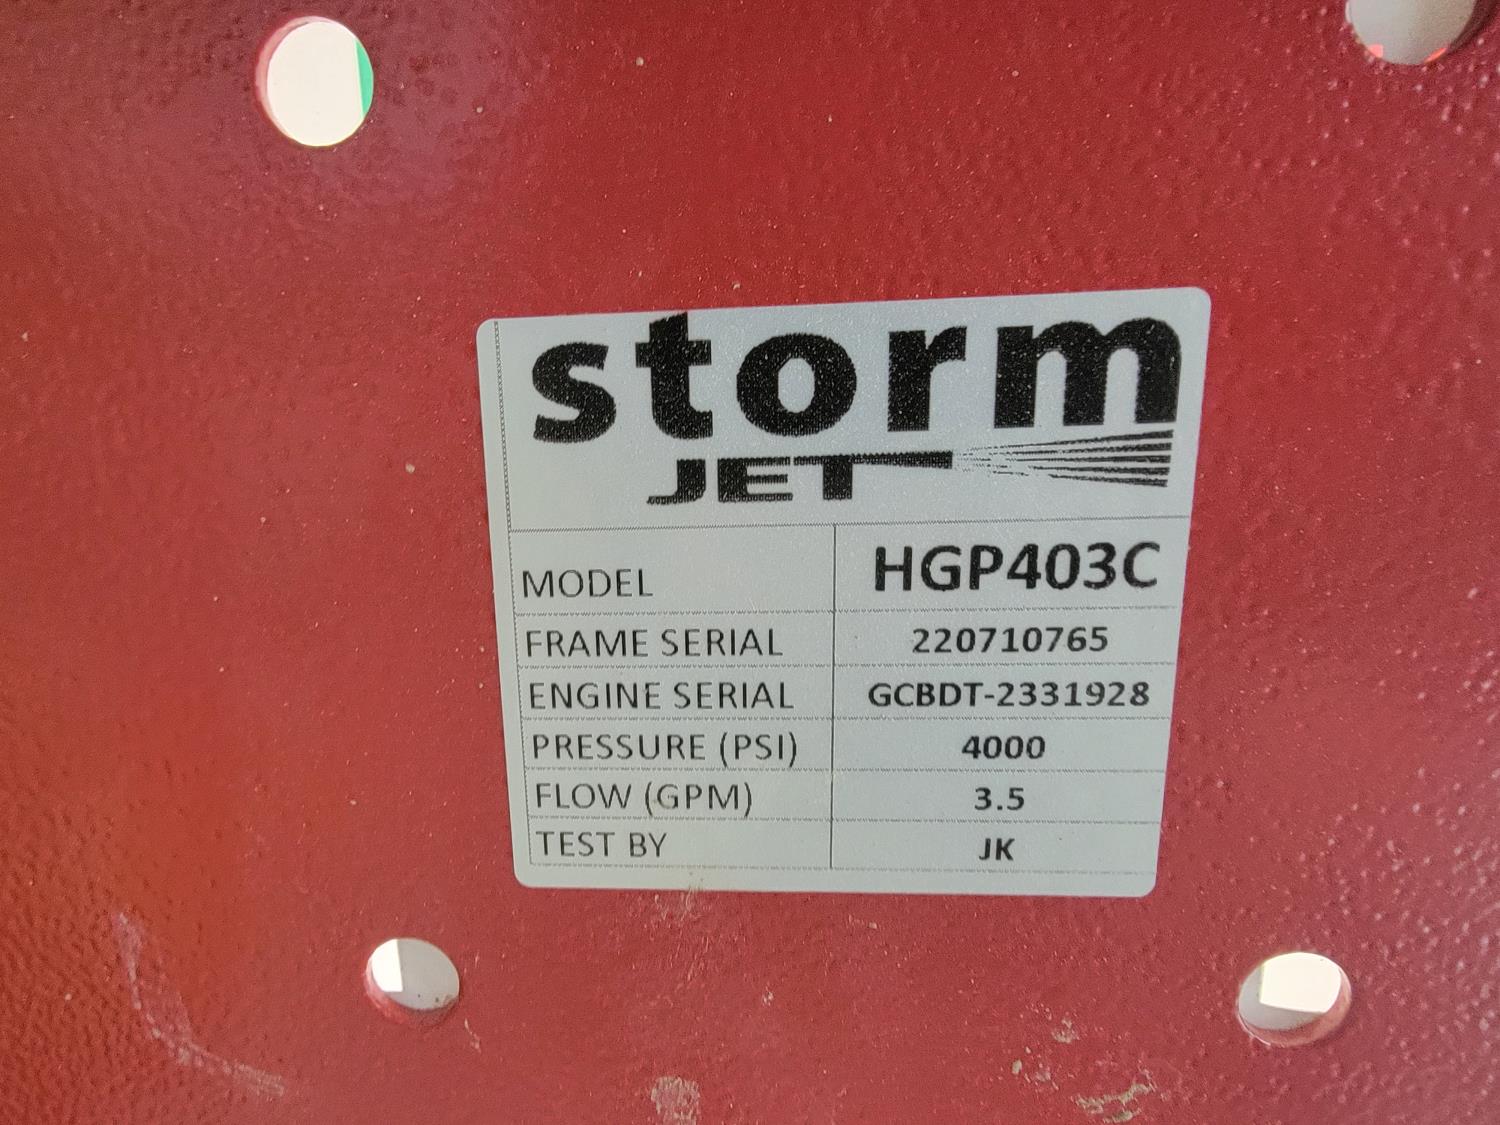 storm
JET
MODEL HGP403C
FRAME SERIAL 220710765
ENGINE SERIAL GCBDT-2331928
PRESSURE (PSI) 4000
FLOW (GPM) 3.5
TEST BY JK